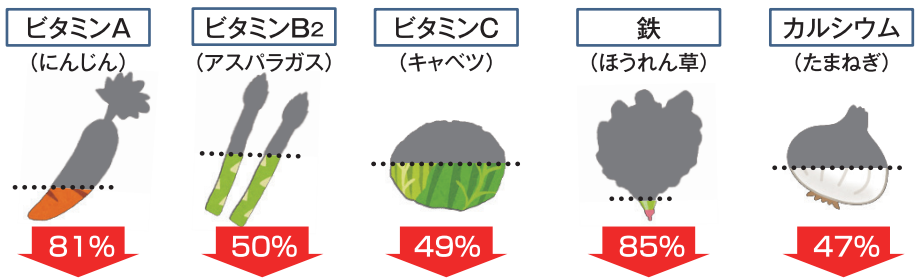 ビタミンA
(にんじん)
81%
ビタミンB2
(アスパラガス)
50%
ビタミンC
(キャベツ)
49%
鉄
(ほうれん草)
85%
カルシウム
(たまねぎ)
47%